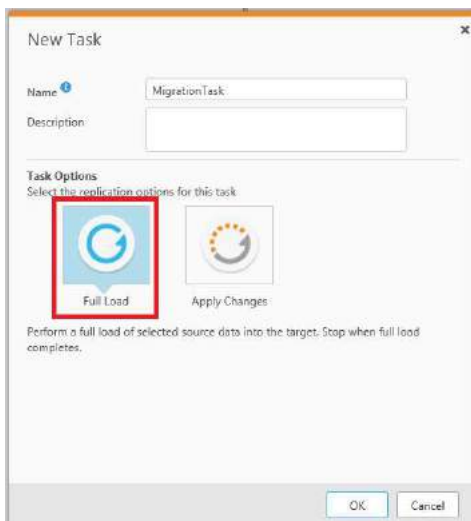 New Task
Name
MigrationTask
Description
Task Options
Select the replication options for this task
Full Load
Apply Changes
Perform a full load of selected source data into the target. Stop when full load
completes.
OK
Cancel